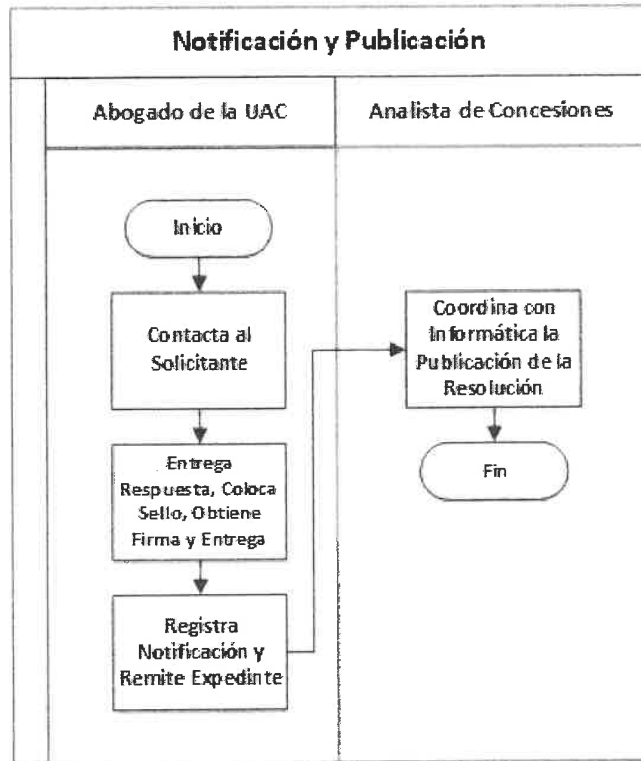 Notificación y Publicación
Abogado de la UAC
Analista de Concesiones
Inicio
Contacta al
Solicitante
Entrega
Respuesta, Coloca
Sello, Obtiene
Firma y Entrega
Registra
Notificación y
Remite Expedinte
Coordina con
Informática la
Publicación de la
Resolución
Fin